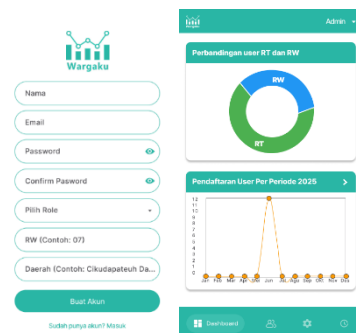 Wargaku
Nama
Email
Password
Confirm Pasword
Pilih Role
RW (Contoh: 07)
Daerah (Contoh: Cikudapateuh Da...
Buat Akun
Sudah punya akun? Masuk
Wargaku
Admin
Perbandingan user RT dan RW
RW
RT
Pendaftaran User Per Periode 2025
12
11
10
9
8
7
6
5
4
3
2
1
0
Jan Feb Mar Apr Mei Jun JuL Agu Sep Okt Nov Des
Dashboard